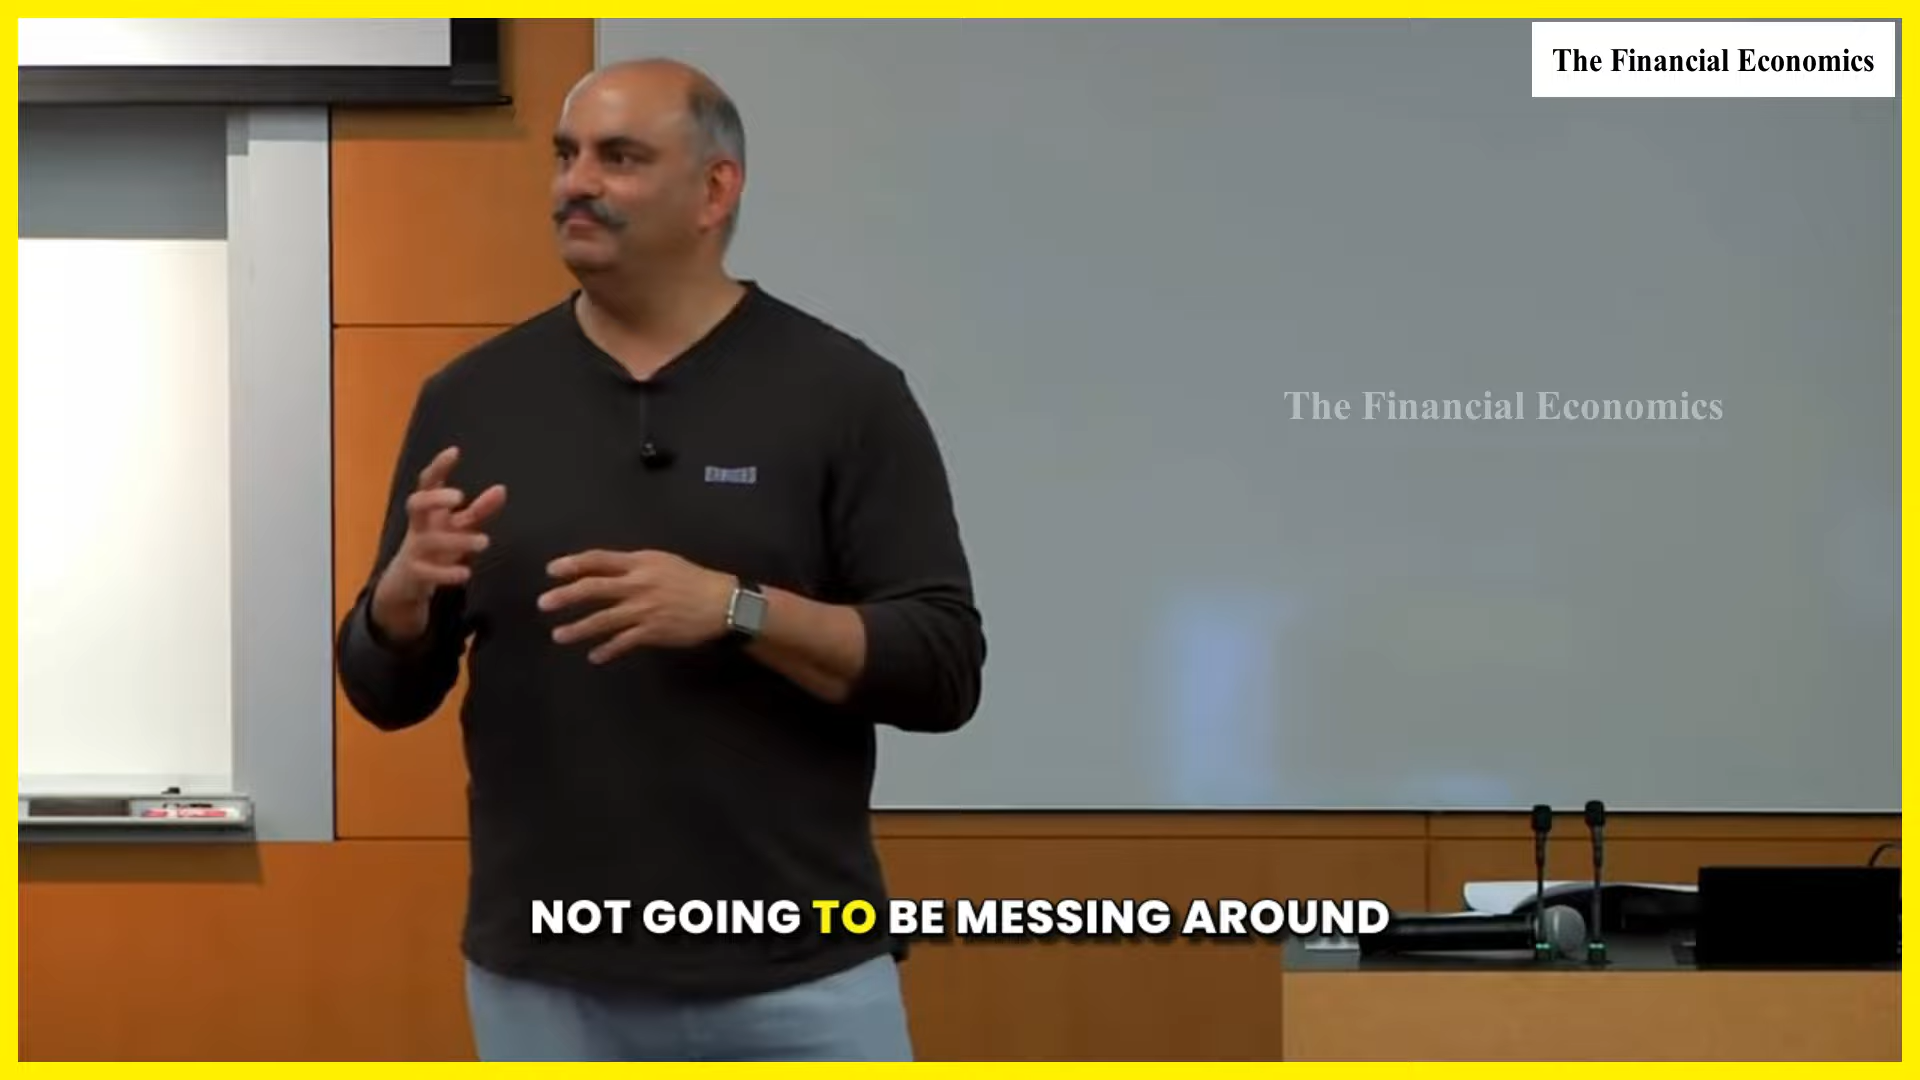 The Financial Economics
The Financial Economics
NOT GOING TO BE MESSING AROUND